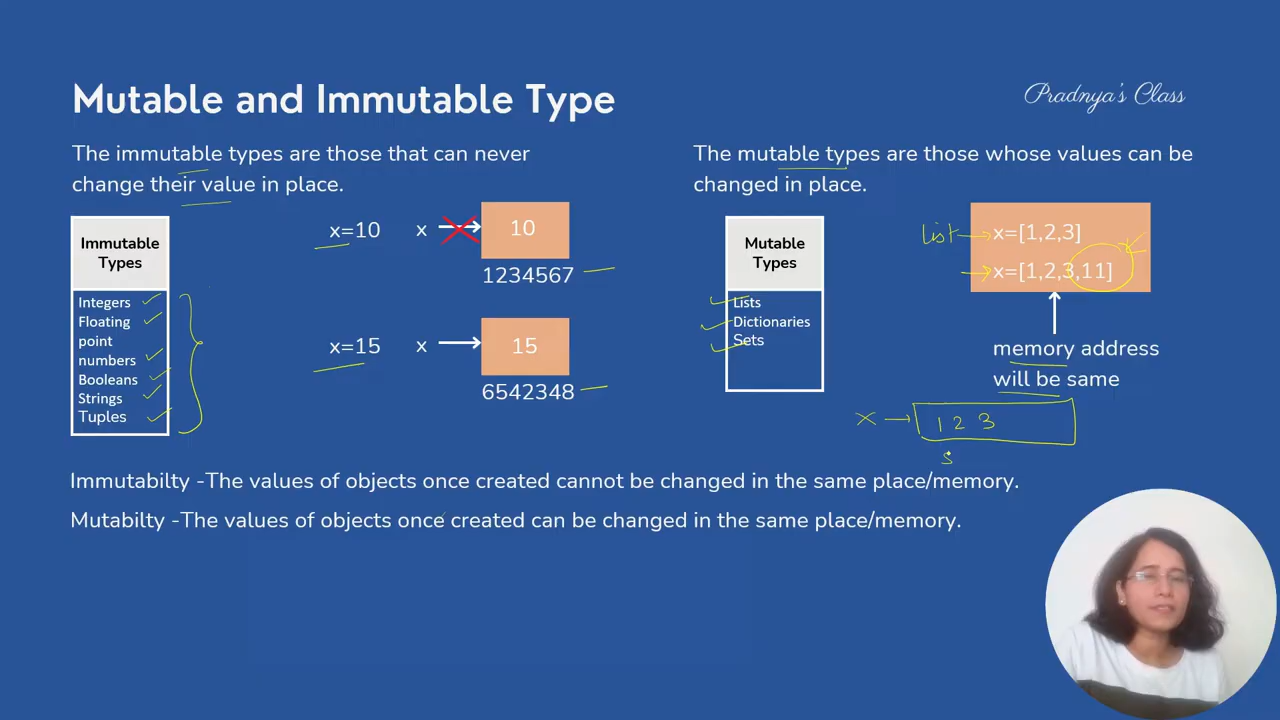 Mutable and Immutable Type
Pradnya's Class
The immutable types are those that can never
change their value in place.
Immutable
Types
Integers
Floating
point
numbers
Booleans
Strings
Tuples
x=10
x
10
1234567
x=15
x
15
6542348
The mutable types are those whose values can be
changed in place.
Mutable
Types
Lists
Dictionaries
Sets
list
x=[1,2,3]
x=[1,2,3,11]
memory address
will be same
x
1 2 3
Immutabilty -The values of objects once created cannot be changed in the same place/memory.
Mutabilty -The values of objects once created can be changed in the same place/memory.